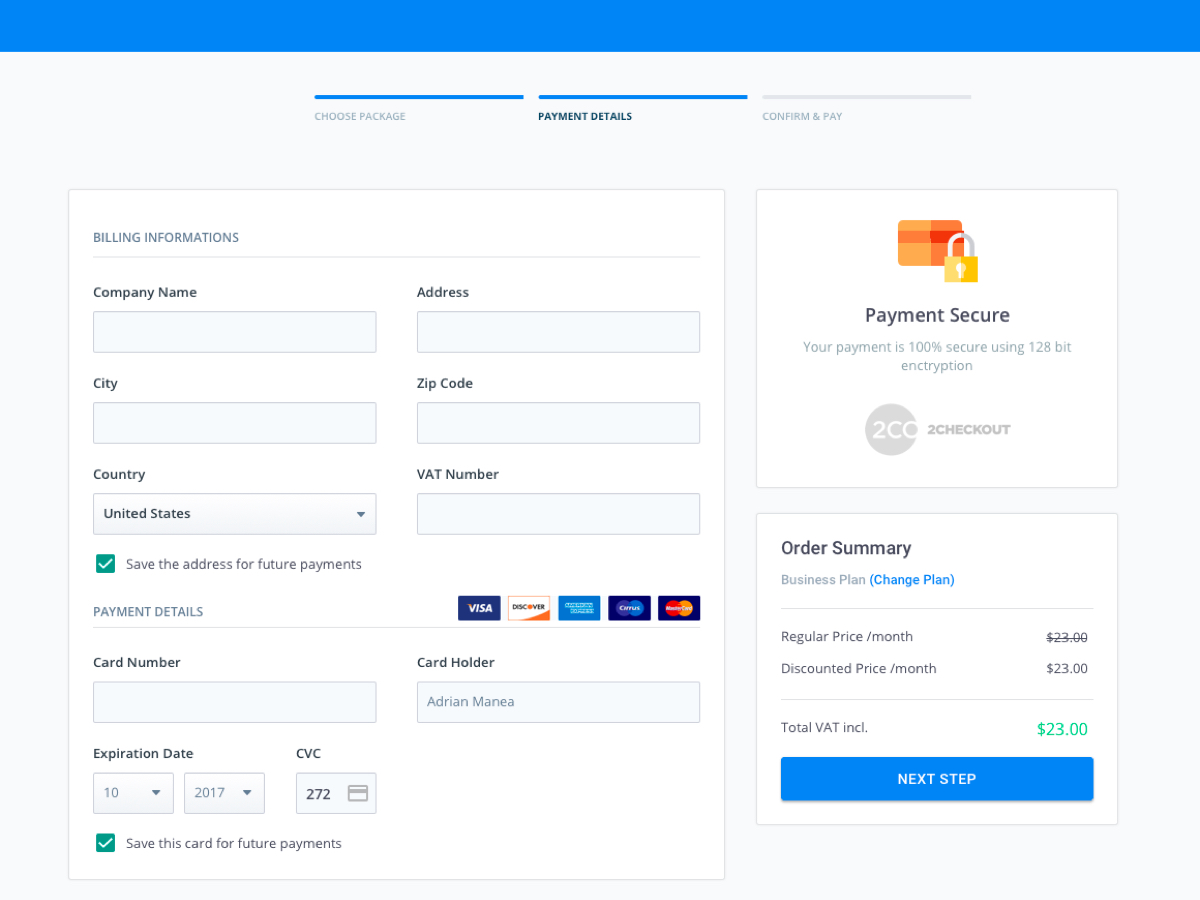 CHOOSE PACKAGE
PAYMENT DETAILS
CONFIRM & PAY
BILLING INFORMATIONS
Company Name
Address
City
Zip Code
Country
VAT Number
United States
Save the address for future payments
PAYMENT DETAILS
VISA
DISCOVER
AMERICAN EXPRESS
Cirrus
MasterCard
Card Number
Card Holder
Adrian Manea
Expiration Date
CVC
10
2017
272
Save this card for future payments
Payment Secure
Your payment is 100% secure using 128 bit
enctryption
2CO
2CHECKOUT
Order Summary
Business Plan (Change Plan)
Regular Price /month
$23.00
Discounted Price /month
$23.00
Total VAT incl.
$23.00
NEXT STEP